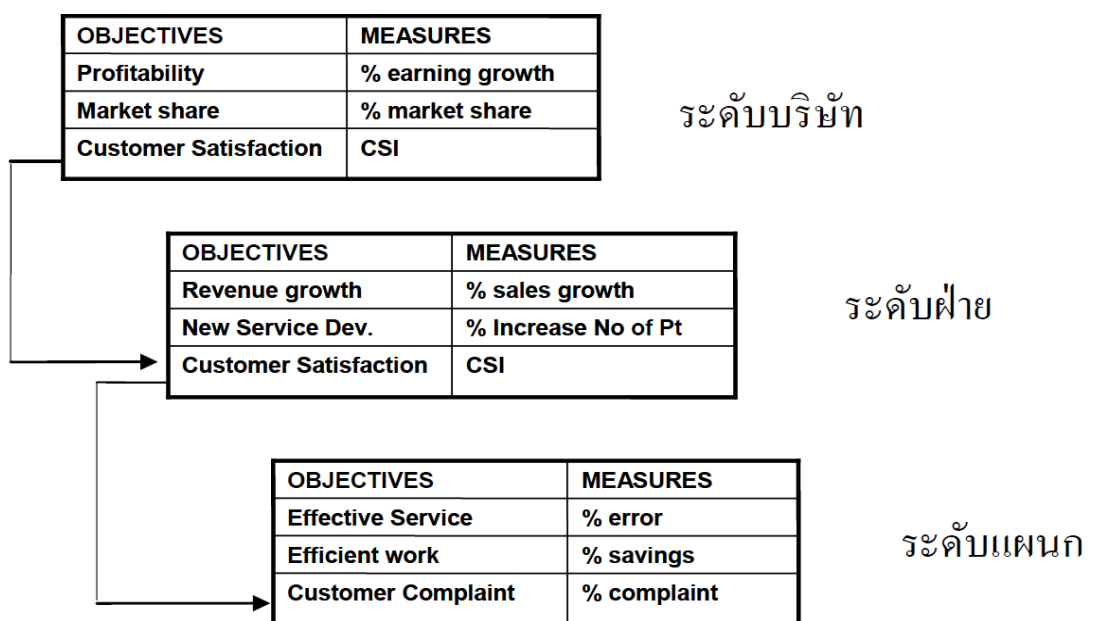 OBJECTIVES MEASURES
Profitability % earning growth
Market share % market share
Customer Satisfaction CSI
ระดับบริษัท
OBJECTIVES MEASURES
Revenue growth % sales growth
New Service Dev. % Increase No of Pt
Customer Satisfaction CSI
ระดับฝ่าย
OBJECTIVES MEASURES
Effective Service % error
Efficient work % savings
Customer Complaint % complaint
ระดับแผนก